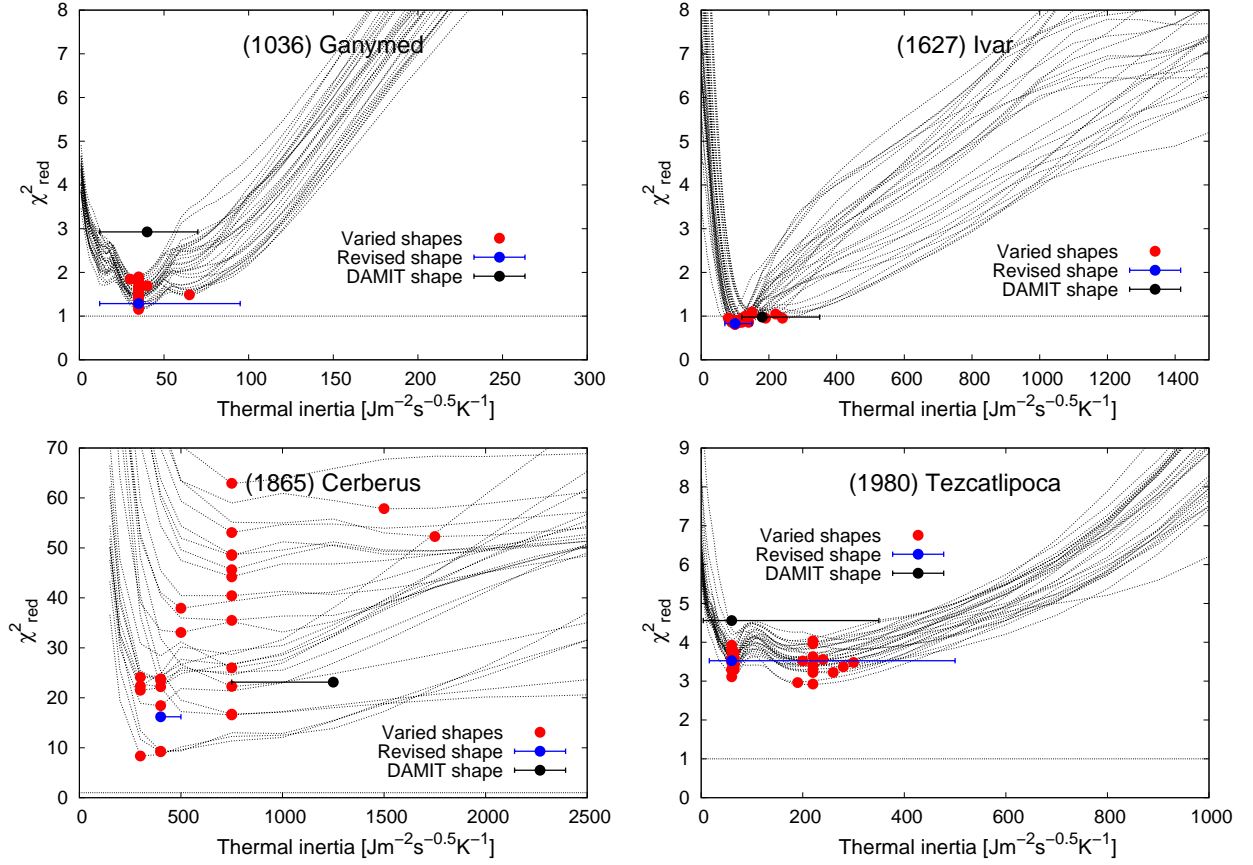 (1036) Ganymed
χ²red
8
7
6
5
4
3
2
1
0
Varied shapes
Revised shape
DAMIT shape
0 50 100 150 200 250 300
Thermal inertia [Jm⁻²s⁻⁰·⁵K⁻¹]
(1627) Ivar
χ²red
8
7
6
5
4
3
2
1
0
Varied shapes
Revised shape
DAMIT shape
0 200 400 600 800 1000 1200 1400
Thermal inertia [Jm⁻²s⁻⁰·⁵K⁻¹]
(1865) Cerberus
χ²red
70
60
50
40
30
20
10
0
Varied shapes
Revised shape
DAMIT shape
0 500 1000 1500 2000 2500
Thermal inertia [Jm⁻²s⁻⁰·⁵K⁻¹]
(1980) Tezcatlipoca
χ²red
9
8
7
6
5
4
3
2
1
0
Varied shapes
Revised shape
DAMIT shape
0 200 400 600 800 1000
Thermal inertia [Jm⁻²s⁻⁰·⁵K⁻¹]